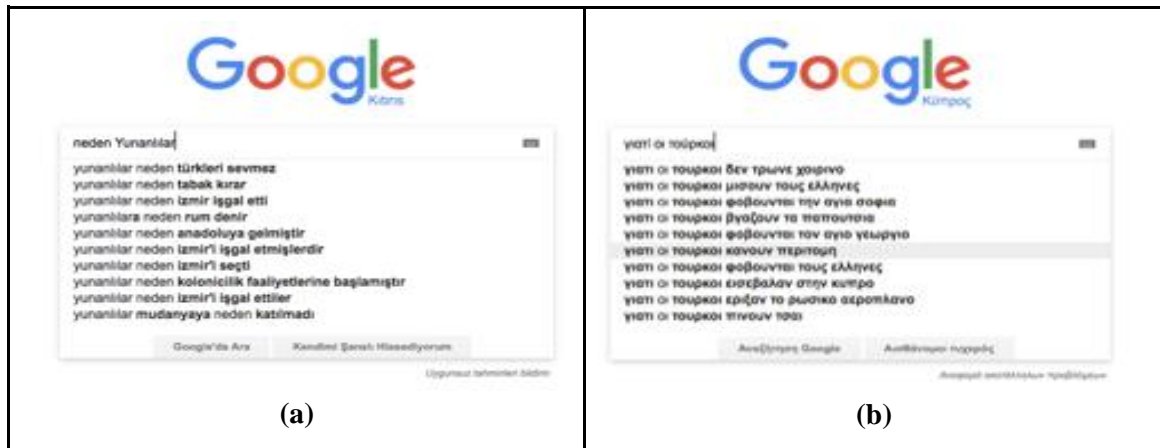 Google
Kıbrıs
neden Yunanlılar
yunanlılar neden türkleri sevmez
yunanlılar neden tabak kırar
yunanlılar neden izmir işgal etti
yunanlılara neden rum denir
yunanlılar neden anadoluya gelmiştir
yunanlılar neden izmir'i işgal etmişlerdir
yunanlılar neden izmir'i seçti
yunanlılar neden kolonicilik faaliyetlerine başlamıştır
yunanlılar neden izmir'i işgal ettiler
yunanlılar mudanyaya neden katılmadı
Google'da Ara
Kendimi Şanslı Hissediyorum
Uygunsuz tahminleri bildirin
(a)
Google
Κύπρος
γιατί οι τούρκοι
γιατι οι τουρκοι δεν τρωνε χοιρινο
γιατι οι τουρκοι μισουν τους ελληνες
γιατι οι τουρκοι φοβουνται την αγια σοφια
γιατι οι τουρκοι βγαζουν τα παπουτσια
γιατι οι τουρκοι φοβουνται τον αγιο γεωργιο
γιατι οι τουρκοι κανουν περιτομη
γιατι οι τουρκοι φοβουνται τους ελληνες
γιατι οι τουρκοι εισεβαλαν στην κυπρο
γιατι οι τουρκοι εριξαν το ρωσικο αεροπλανο
γιατι οι τουρκοι πινουν τσαι
Αναζήτηση Google
Αισθάνομαι τυχερός
Αναφορά ακατάλληλων προβλέψεων
(b)